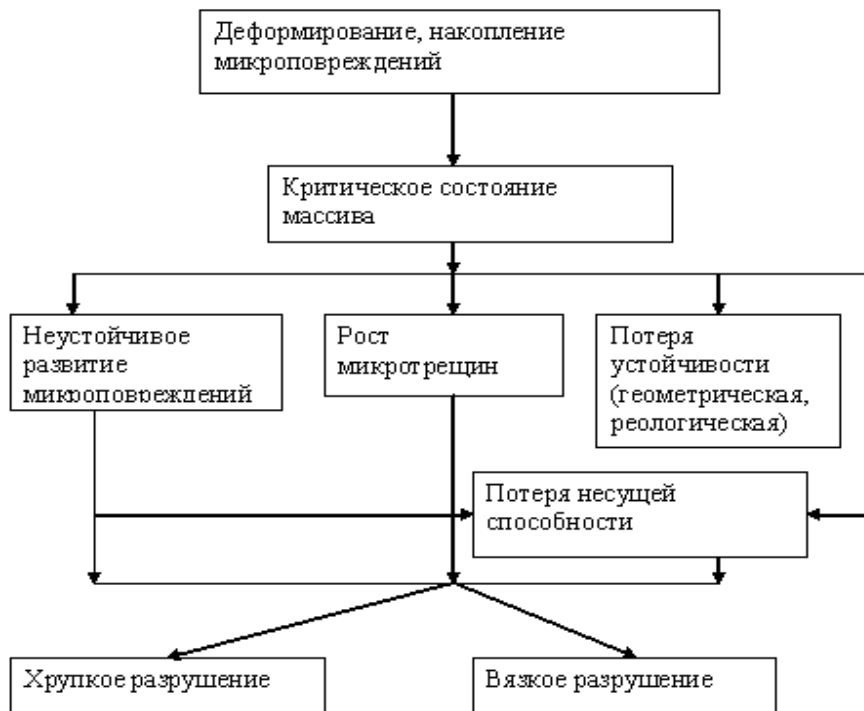 Деформирование, накопление
микроповреждений
Критическое состояние
массива
Неустойчивое
развитие
микроповреждений
Рост
микротрещин
Потеря
устойчивости
(геометрическая,
реологическая)
Потеря несущей
способности
Хрупкое разрушение
Вязкое разрушение